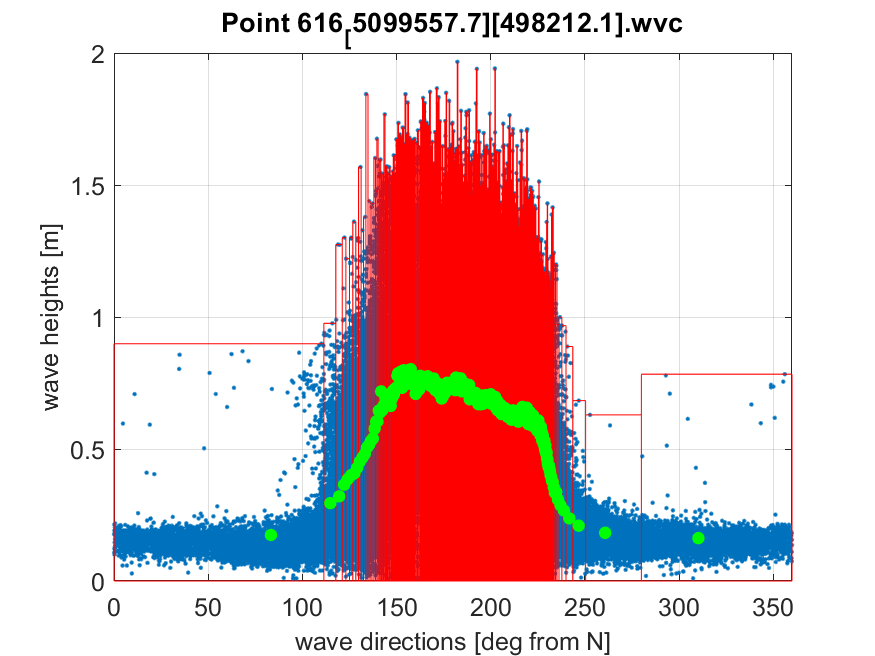 Point 616[5099557.7][498212.1].wvc
2
1.5
1
0.5
0
wave heights [m]
0 50 100 150 200 250 300 350
wave directions [deg from N]